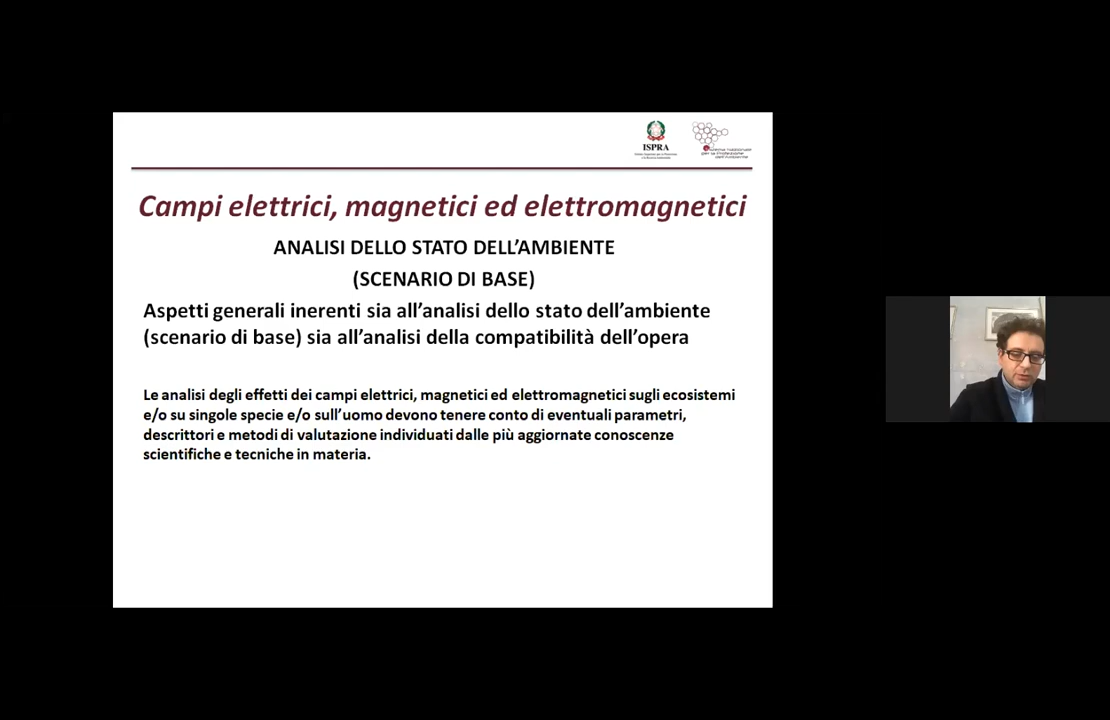 ISPRA
Campi elettrici, magnetici ed elettromagnetici
ANALISI DELLO STATO DELL'AMBIENTE
(SCENARIO DI BASE)
Aspetti generali inerenti sia all'analisi dello stato dell'ambiente
(scenario di base) sia all'analisi della compatibilità dell'opera
Le analisi degli effetti dei campi elettrici, magnetici ed elettromagnetici sugli ecosistemi
e/o su singole specie e/o sull'uomo devono tenere conto di eventuali parametri,
descrittori e metodi di valutazione individuati dalle più aggiornate conoscenze
scientifiche e tecniche in materia.